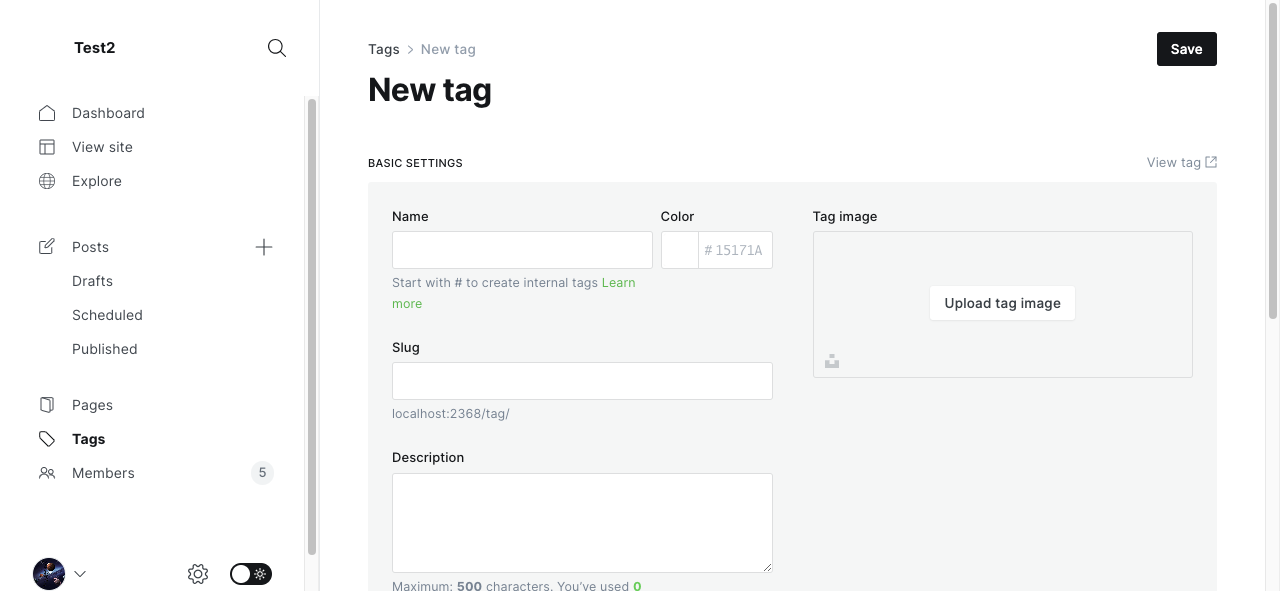 Test2
Dashboard
View site
Explore
Posts
Drafts
Scheduled
Published
Pages
Tags
Members 5
Tags > New tag
Save
New tag
BASIC SETTINGS
View tag
Name
Color
# 15171A
Start with # to create internal tags Learn
more
Slug
localhost:2368/tag/
Description
Maximum: 500 characters. You’ve used 0
Tag image
Upload tag image